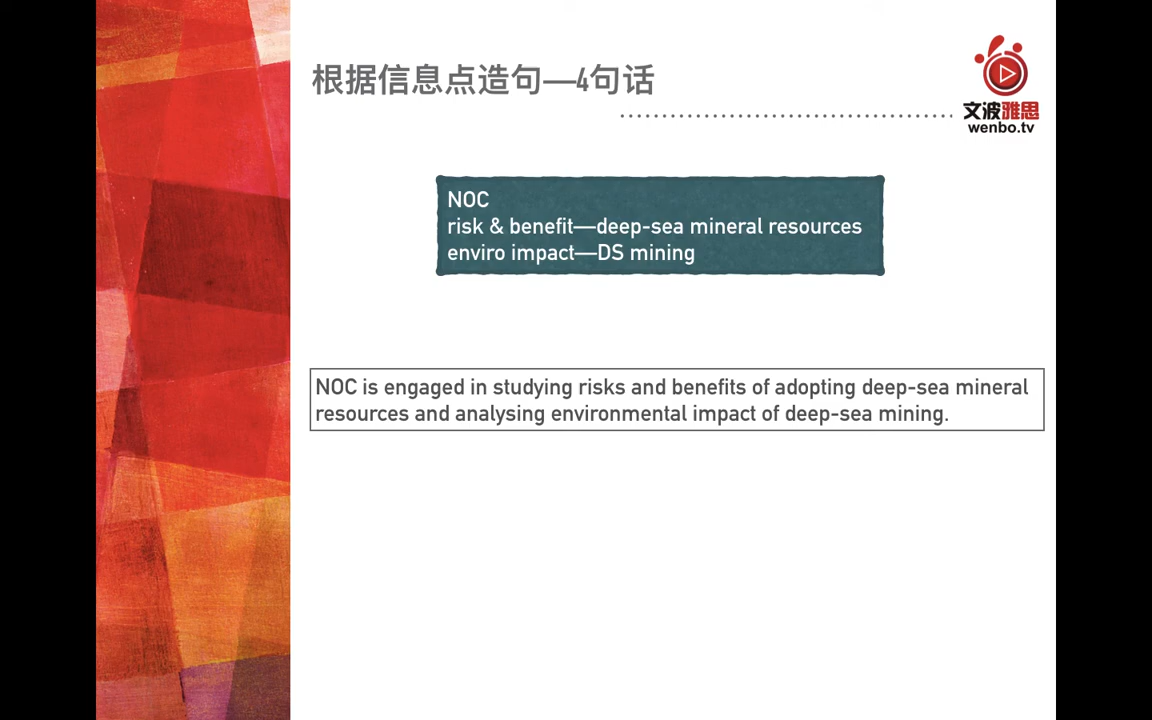 根据信息点造句—4句话
文波雅思
wenbo.tv
NOC
risk & benefit—deep-sea mineral resources
enviro impact—DS mining
NOC is engaged in studying risks and benefits of adopting deep-sea mineral
resources and analysing environmental impact of deep-sea mining.